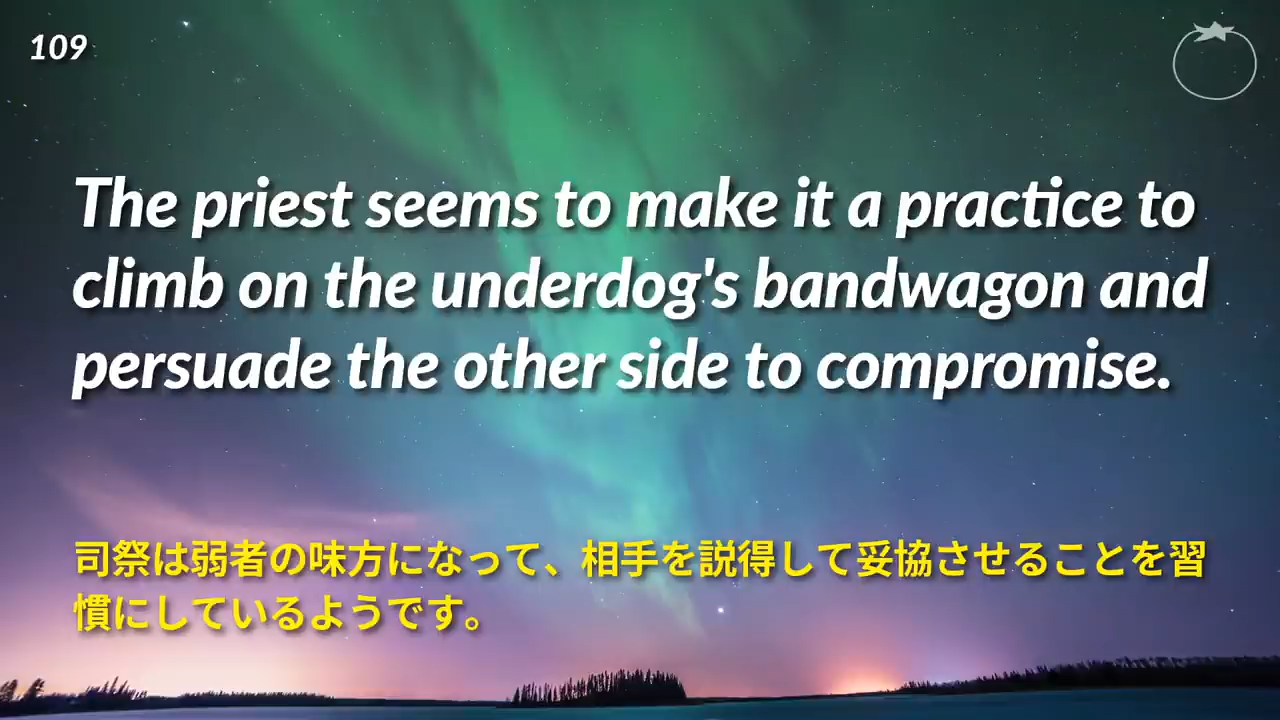 109
The priest seems to make it a practice to
climb on the underdog's bandwagon and
persuade the other side to compromise.
司祭は弱者の味方になって、相手を説得して妥協させることを習
慣にしているようです。